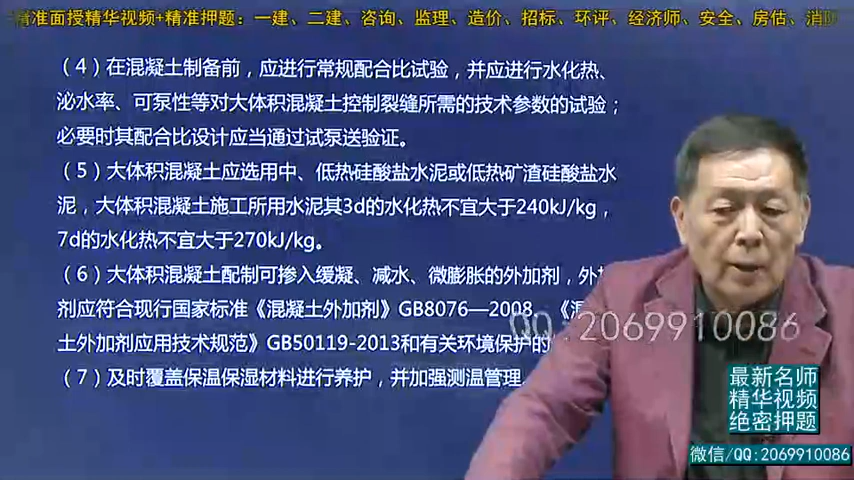 精准面授精华视频+精准押题：一建、二建、咨询、监理、造价、招标、环评、经济师、安全、房估、消防
（4）在混凝土制备前，应进行常规配合比试验，并应进行水化热、
泌水率、可泵性等对大体积混凝土控制裂缝所需的技术参数的试验；
必要时其配合比设计应当通过试泵送验证。
（5）大体积混凝土应选用中、低热硅酸盐水泥或低热矿渣硅酸盐水
泥，大体积混凝土施工所用水泥其3d的水化热不宜大于240kJ/kg，
7d的水化热不宜大于270kJ/kg。
（6）大体积混凝土配制可掺入缓凝、减水、微膨胀的外加剂，外加
剂应符合现行国家标准《混凝土外加剂》GB8076—2008、《混
土外加剂应用技术规范》GB50119-2013和有关环境保护的
（7）及时覆盖保温保湿材料进行养护，并加强测温管理。
QQ:2069910086
最新名师
精华视频
绝密押题
微信/QQ:2069910086